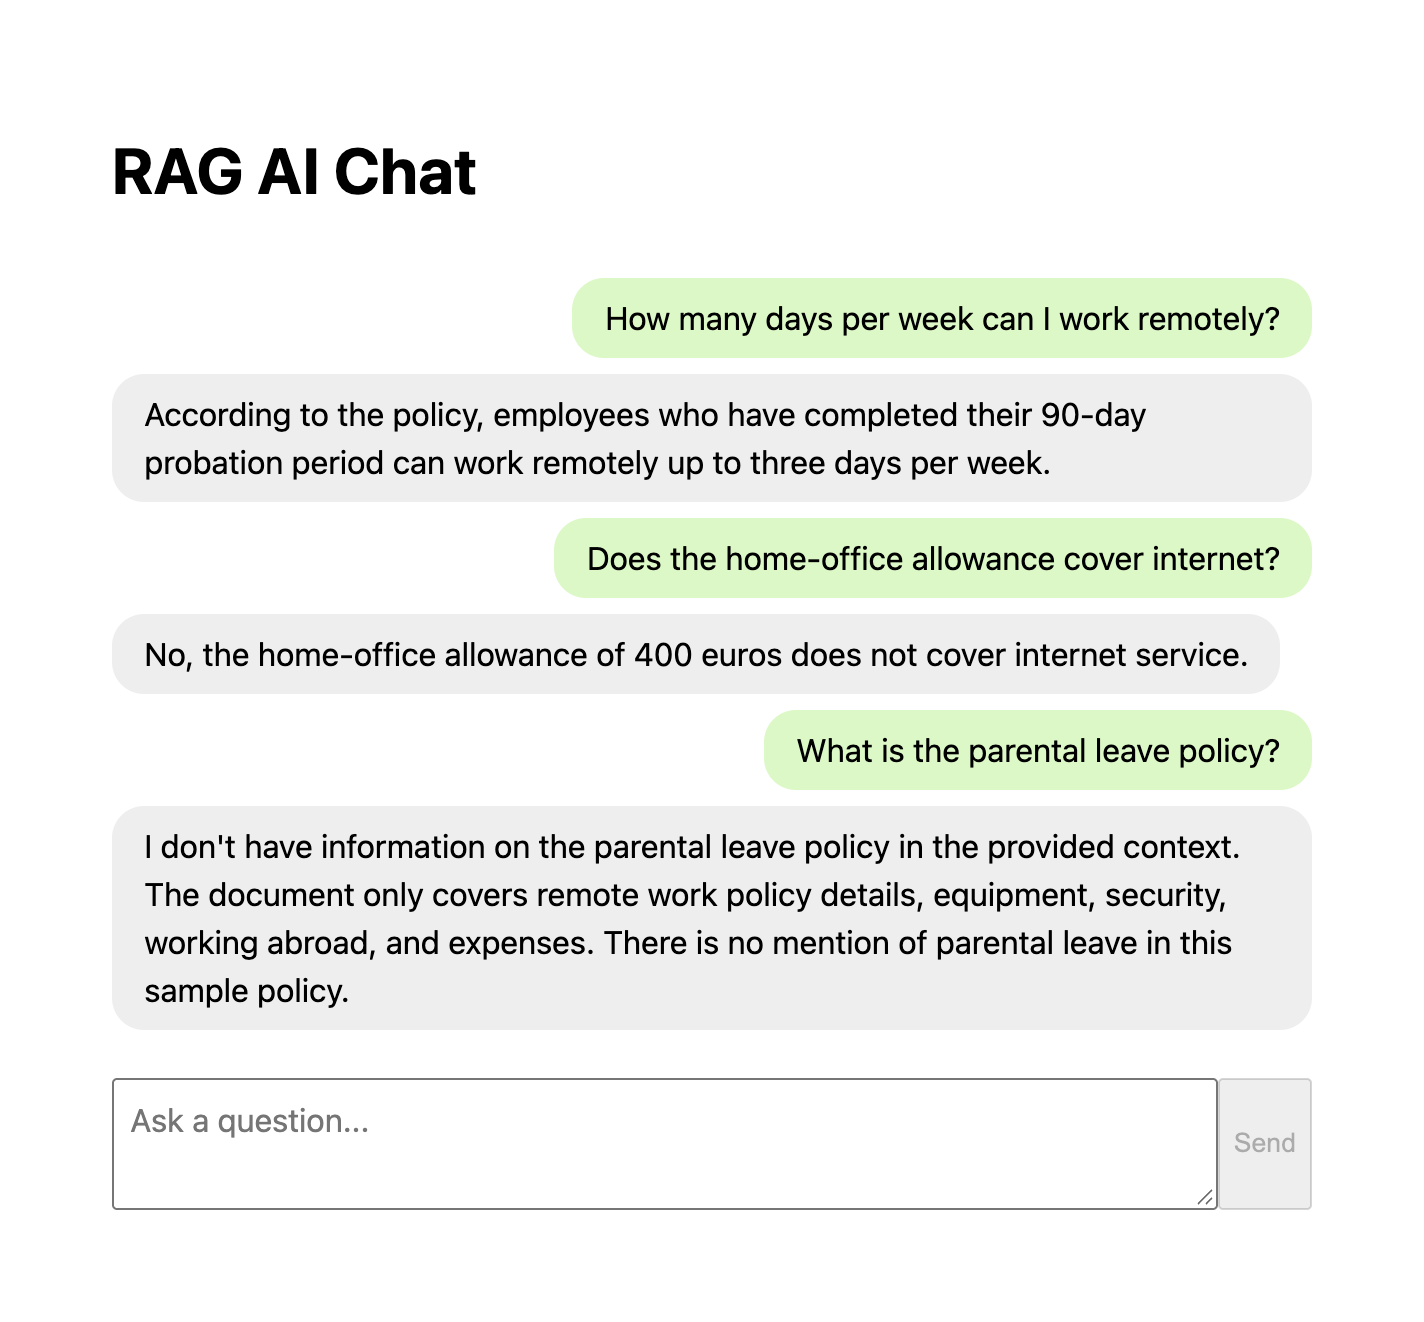 RAG AI Chat
How many days per week can I work remotely?
According to the policy, employees who have completed their 90-day
probation period can work remotely up to three days per week.
Does the home-office allowance cover internet?
No, the home-office allowance of 400 euros does not cover internet service.
What is the parental leave policy?
I don't have information on the parental leave policy in the provided context.
The document only covers remote work policy details, equipment, security,
working abroad, and expenses. There is no mention of parental leave in this
sample policy.
Ask a question...
Send